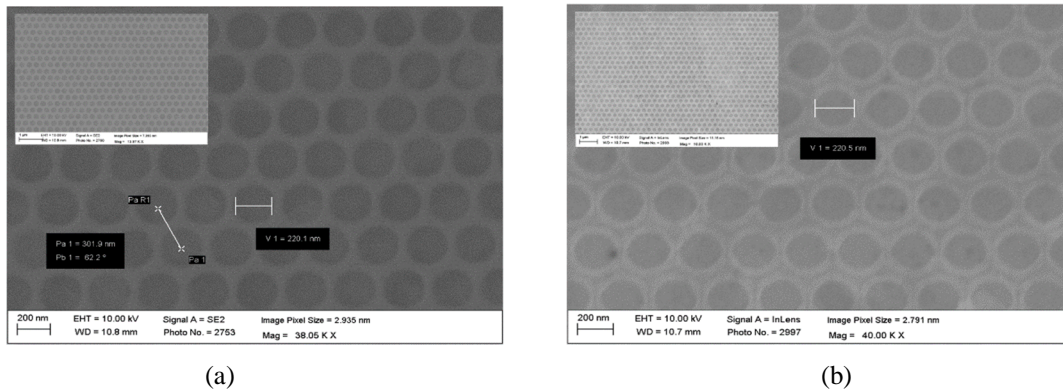 Pa R1
Pa 1 = 301.9 nm
Pb 1 = 62.2 °
Pa 1
V 1 = 220.1 nm
200 nm
EHT = 10.00 kV
Signal A = SE2
Image Pixel Size = 2.935 nm
WD = 10.8 mm
Photo No. = 2753
Mag = 38.05 K X
(a)
V 1 = 220.5 nm
200 nm
EHT = 10.00 kV
Signal A = InLens
Image Pixel Size = 2.791 nm
WD = 10.7 mm
Photo No. = 2997
Mag = 40.00 K X
(b)